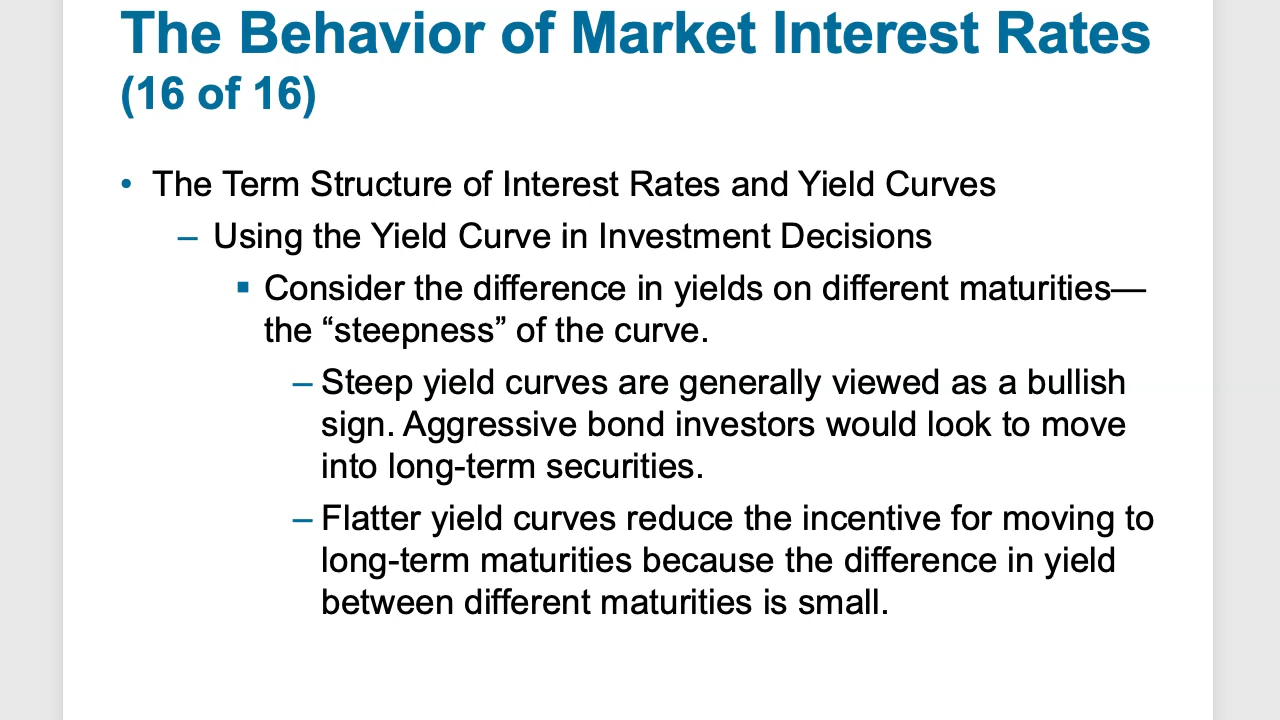 The Behavior of Market Interest Rates
(16 of 16)
• The Term Structure of Interest Rates and Yield Curves
– Using the Yield Curve in Investment Decisions
▪ Consider the difference in yields on different maturities—
the “steepness” of the curve.
– Steep yield curves are generally viewed as a bullish
sign. Aggressive bond investors would look to move
into long-term securities.
– Flatter yield curves reduce the incentive for moving to
long-term maturities because the difference in yield
between different maturities is small.